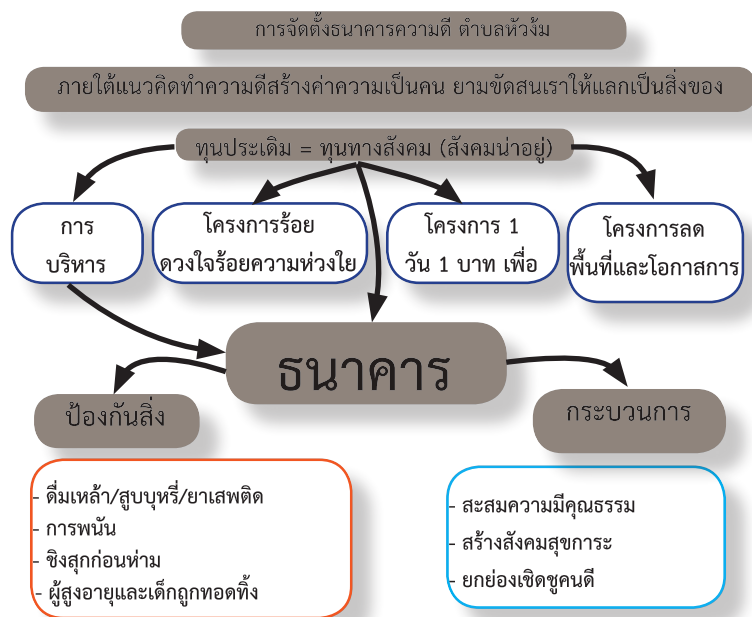 การจัดตั้งธนาคารความดี ตำบลหัวง้ม
ภายใต้แนวคิดทำความดีสร้างค่าความเป็นคน ยามขัดสนเราให้แลกเป็นสิ่งของ
ทุนประเดิม = ทุนทางสังคม (สังคมน่าอยู่)
การ
บริหาร
โครงการร้อย
ดวงใจร้อยความห่วงใย
โครงการ 1
วัน 1 บาท เพื่อ
โครงการลด
พื้นที่และโอกาสการ
ธนาคาร
ป้องกันสิ่ง
กระบวนการ
- ดื่มเหล้า/สูบบุหรี่/ยาเสพติด
- การพนัน
- ชิงสุกก่อนห่าม
- ผู้สูงอายุและเด็กถูกทอดทิ้ง
- สะสมความมีคุณธรรม
- สร้างสังคมสุขภาระ
- ยกย่องเชิดชูคนดี